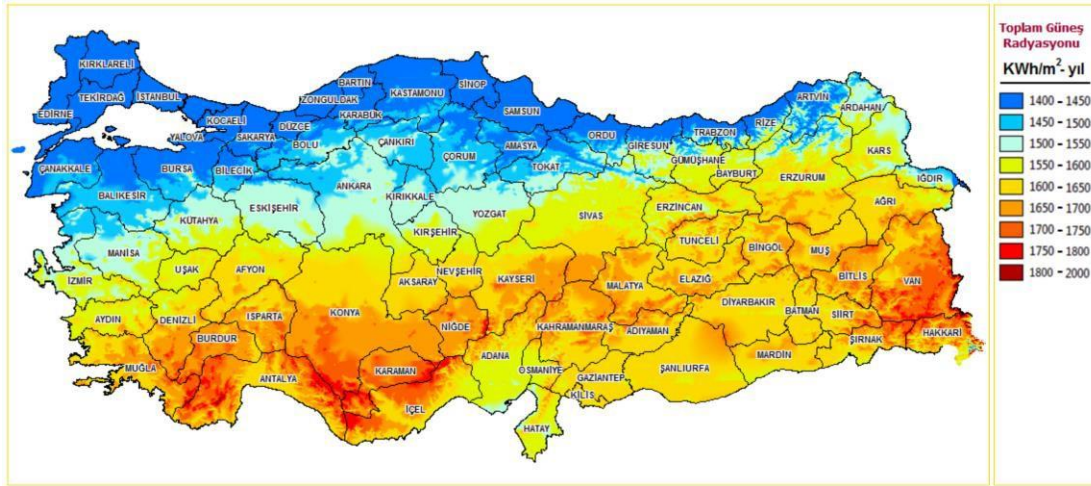 KIRKLARELİ
EDİRNE
TEKİRDAĞ
İSTANBUL
KOCAELİ
YALOVA
SAKARYA
DÜZCE
BOLU
ZONGULDAK
BARTIN
KARABÜK
KASTAMONU
SİNOP
SAMSUN
ÇANKIRI
ÇORUM
AMASYA
TOKAT
ORDU
GİRESUN
TRABZON
RİZE
ARTVİN
ARDAHAN
KARS
IĞDIR
AĞRI
ERZURUM
BAYBURT
GÜMÜŞHANE
ERZİNCAN
ÇANAKKALE
BALIKESİR
BURSA
BİLECİK
KÜTAHYA
ESKİŞEHİR
ANKARA
KIRIKKALE
KIRŞEHİR
YOZGAT
SİVAS
TUNCELİ
BİNGÖL
MUŞ
BİTLİS
VAN
MANİSA
İZMİR
UŞAK
AFYON
AKSARAY
NEVŞEHİR
KAYSERİ
MALATYA
ELAZIĞ
DİYARBAKIR
BATMAN
SİİRT
ŞIRNAK
HAKKARİ
AYDIN
DENİZLİ
ISPARTA
BURDUR
KONYA
NİĞDE
KAHRAMANMARAŞ
ADIYAMAN
MARDİN
ŞANLIURFA
GAZİANTEP
KİLİS
OSMANİYE
ADANA
KARAMAN
İÇEL
ANTALYA
MUĞLA
HATAY
Toplam Güneş
Radyasyonu
KWh/m²- yıl
1400 - 1450
1450 - 1500
1500 - 1550
1550 - 1600
1600 - 1650
1650 - 1700
1700 - 1750
1750 - 1800
1800 - 2000